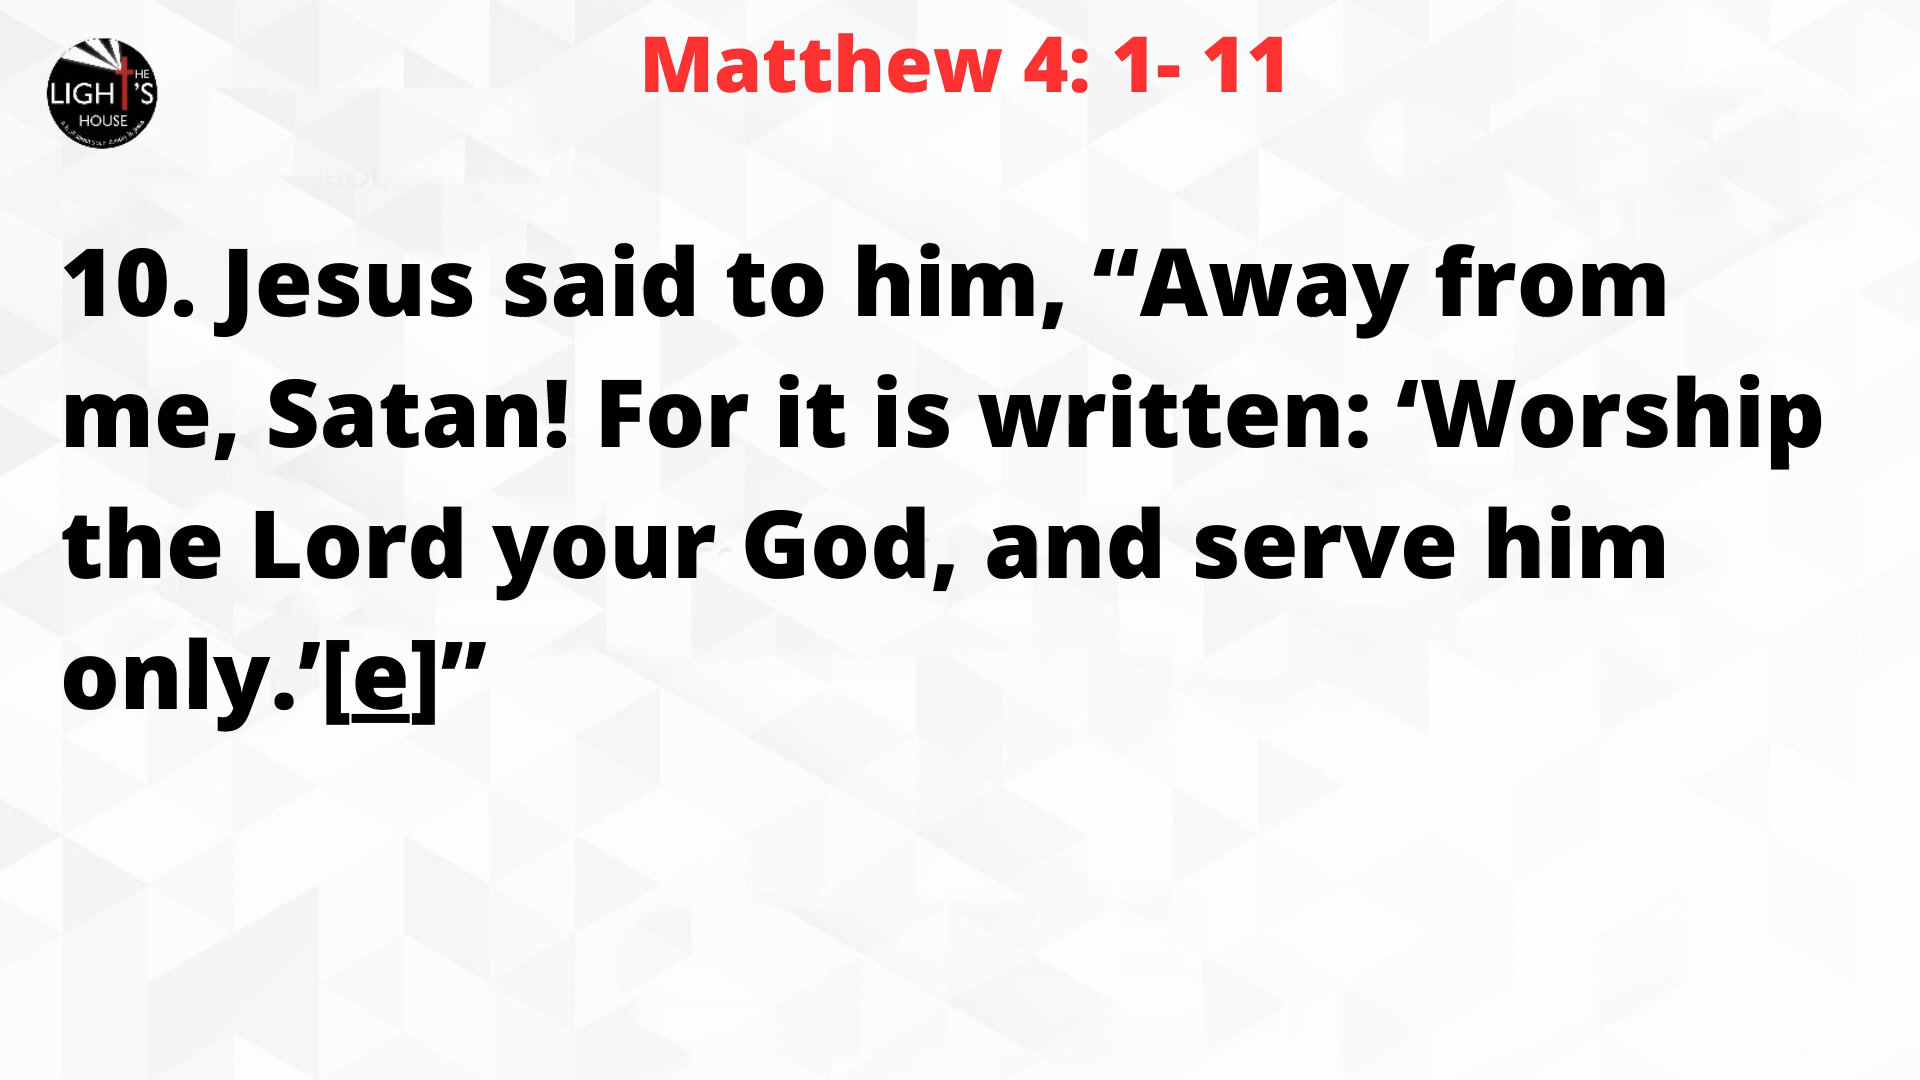 Matthew 4: 1- 11
THE
LIGHT'S
HOUSE
10. Jesus said to him, “Away from
me, Satan! For it is written: ‘Worship
the Lord your God, and serve him
only.’[e]”